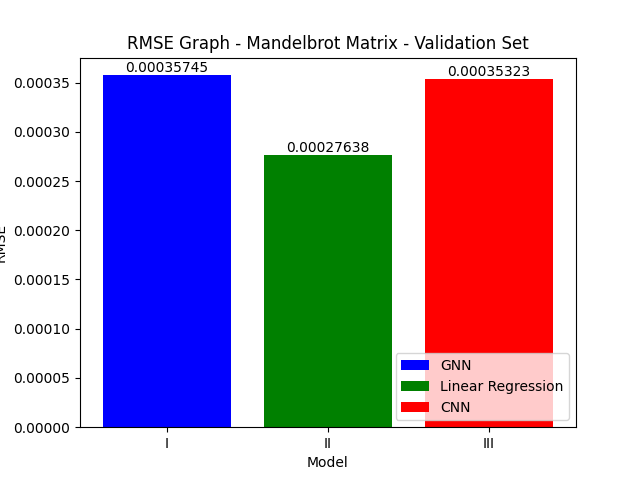 RMSE Graph - Mandelbrot Matrix - Validation Set
0.00035745
0.00027638
0.00035323
0.00035
0.00030
0.00025
0.00020
0.00015
0.00010
0.00005
0.00000
RMSE
I
II
III
Model
GNN
Linear Regression
CNN